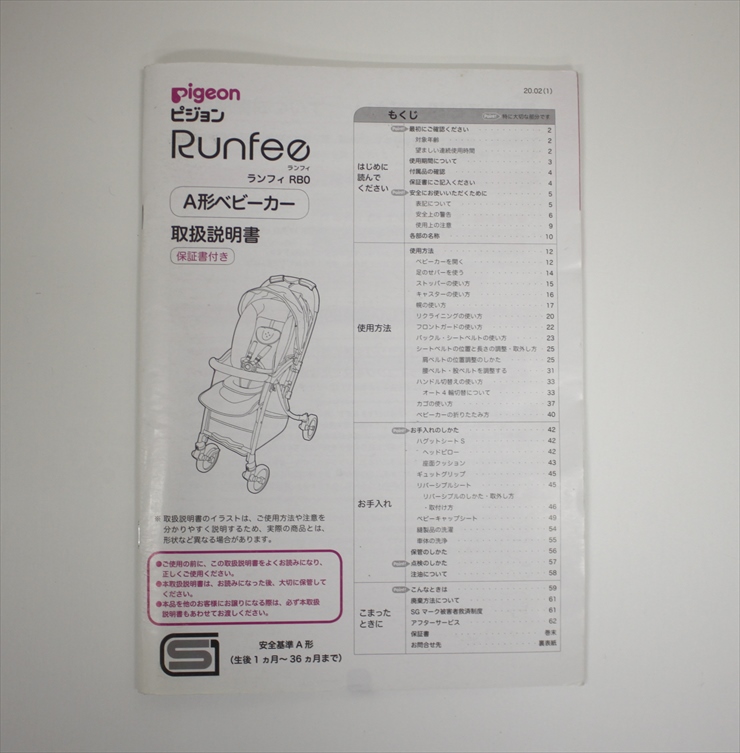 Pigeon
ピジョン
Runfee
ランフィ
ランフィ RB0
A形ベビーカー
取扱説明書
保証書付き
※ 取扱説明書のイラストは、ご使用方法や注意を
分かりやすく説明するため、実際の商品とは、
形状など異なる場合があります。
●ご使用の前に、この取扱説明書をよくお読みになり、
正しくご使用ください。
●本取扱説明書は、お読みになった後、大切に保管して
ください。
●本品を他のお客様にお譲りになる際は、必ず本取扱
説明書もあわせてお渡しください。
安全基準 A 形
(生後 1 ヵ月〜 36 ヵ月まで)
20.02(1)
もくじ
Point 特に大切な部分です
はじめに
読んで
ください
Point 最初にご確認ください 2
対象年齢 2
望ましい連続使用時間 2
使用期間について 3
付属品の確認 4
保証書にご記入ください 4
Point 安全にお使いいただくために 5
表記について 5
安全上の警告 6
使用上の注意 9
各部の名称 10
使用方法
使用方法 12
ベビーカーを開く 12
足のせバーを使う 14
ストッパーの使い方 15
キャスターの使い方 16
幌の使い方 17
リクライニングの使い方 20
フロントガードの使い方 22
バックル・シートベルトの使い方 23
シートベルトの位置と長さの調整・取外し方 25
肩ベルトの位置調整のしかた 25
腰ベルト・股ベルトを調整する 31
ハンドル切替えの使い方 33
オート 4 輪切替について 33
カゴの使い方 37
ベビーカーの折りたたみ方 40
お手入れ
Point お手入れのしかた 42
ハグットシート S 42
ヘッドピロー 42
座面クッション 43
ギュットグリップ 45
リバーシブルシート 45
リバーシブルのしかた・取外し方
・取付け方 46
ベビーキャップシート 49
縫製品の洗濯 54
車体の洗浄 55
保管のしかた 56
Point 点検のしかた 57
注油について 58
こまった
ときに
Point こんなときは 59
廃棄方法について 61
SG マーク被害者救済制度 61
アフターサービス 62
保証書 巻末
お問合せ先 裏表紙